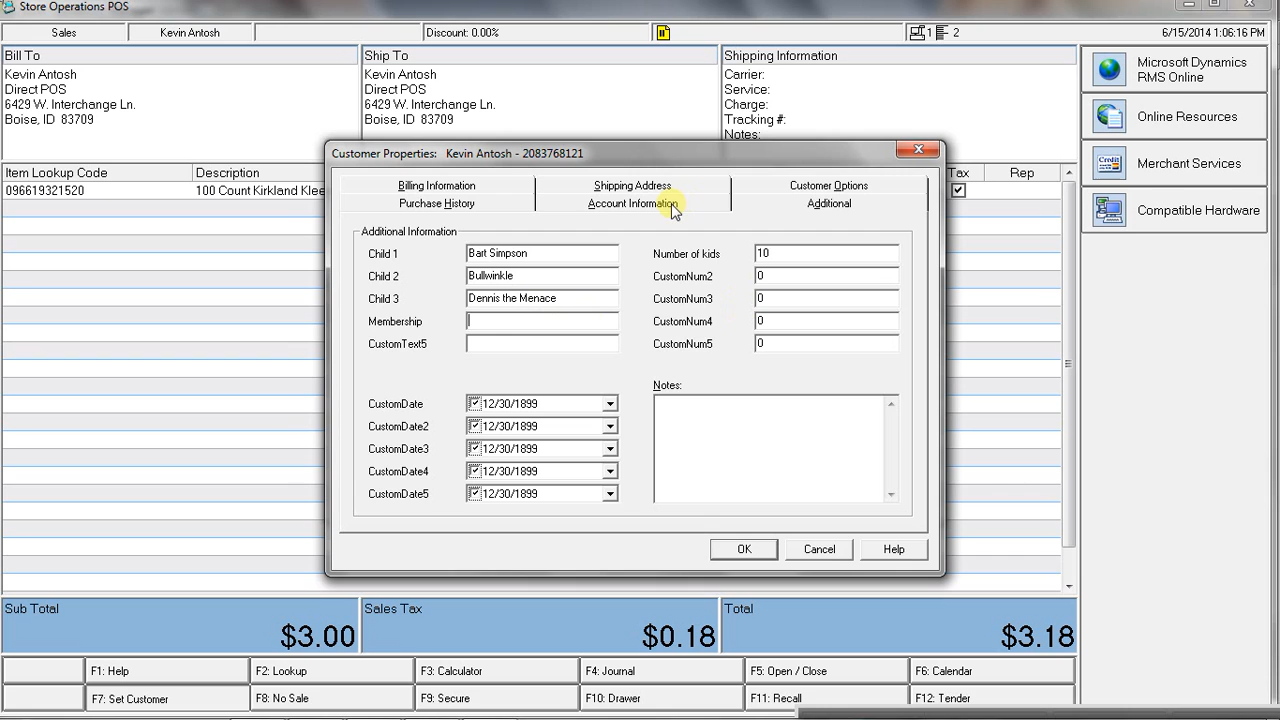 Store Operations POS
Sales
Kevin Antosh
Discount: 0.00%
1
2
6/15/2014 1:06:16 PM
Bill To
Kevin Antosh
Direct POS
6429 W. Interchange Ln.
Boise, ID 83709
Ship To
Kevin Antosh
Direct POS
6429 W. Interchange Ln.
Boise, ID 83709
Shipping Information
Carrier:
Service:
Charge:
Tracking #:
Notes:
Microsoft Dynamics
RMS Online
Online Resources
Credit
Merchant Services
Compatible Hardware
Item Lookup Code
Description
Tax
Rep
096619321520
100 Count Kirkland Klee
Customer Properties: Kevin Antosh - 2083768121
Billing Information
Shipping Address
Customer Options
Purchase History
Account Information
Additional
Additional Information
Child 1
Bart Simpson
Number of kids
10
Child 2
Bullwinkle
CustomNum2
0
Child 3
Dennis the Menace
CustomNum3
0
Membership
CustomNum4
0
CustomText5
CustomNum5
0
Notes:
CustomDate
12/30/1899
CustomDate2
12/30/1899
CustomDate3
12/30/1899
CustomDate4
12/30/1899
CustomDate5
12/30/1899
OK
Cancel
Help
Sub Total
$3.00
Sales Tax
$0.18
Total
$3.18
F1: Help
F2: Lookup
F3: Calculator
F4: Journal
F5: Open / Close
F6: Calendar
F7: Set Customer
F8: No Sale
F9: Secure
F10: Drawer
F11: Recall
F12: Tender